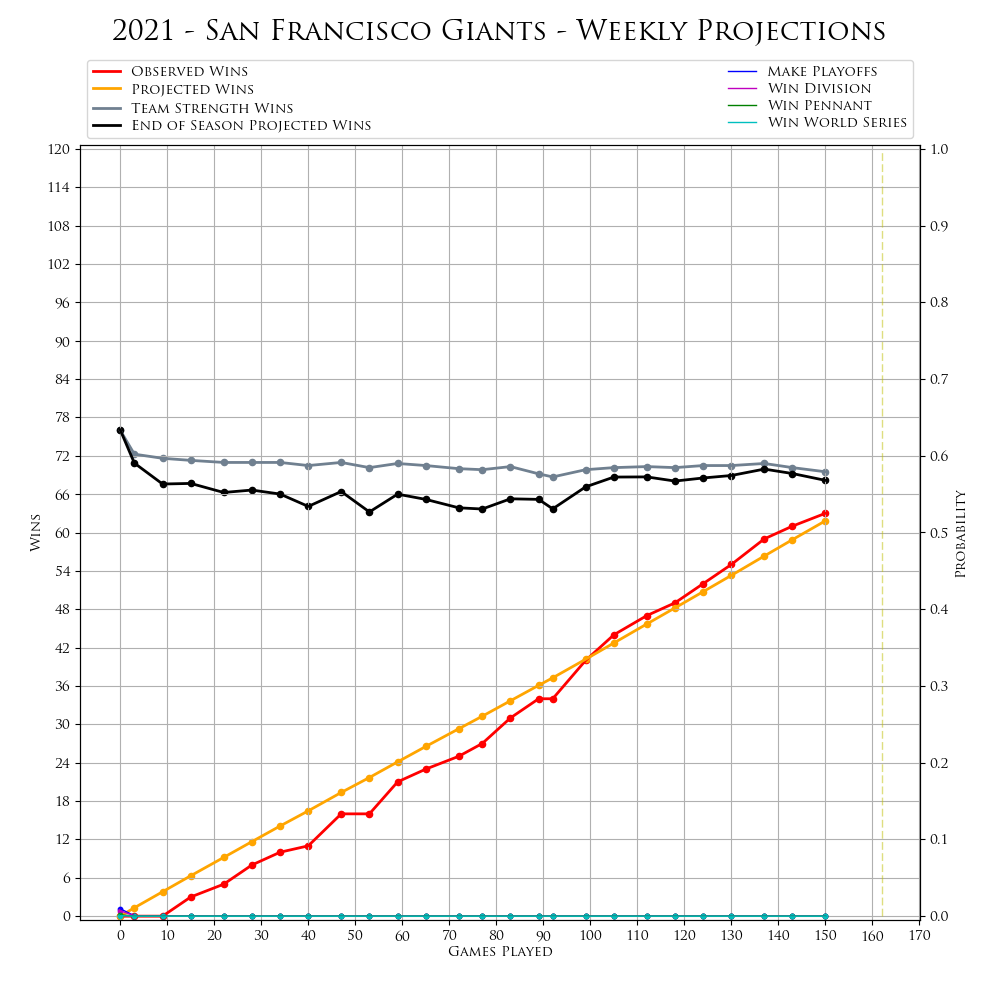 2021 - San Francisco Giants - Weekly Projections
Observed Wins
Projected Wins
Team Strength Wins
End of Season Projected Wins
Make Playoffs
Win Division
Win Pennant
Win World Series
120
114
108
102
96
90
84
78
72
66
60
54
48
42
36
30
24
18
12
6
0
Wins
1.0
0.9
0.8
0.7
0.6
0.5
0.4
0.3
0.2
0.1
0.0
Probability
0 10 20 30 40 50 60 70 80 90 100 110 120 130 140 150 160 170
Games Played